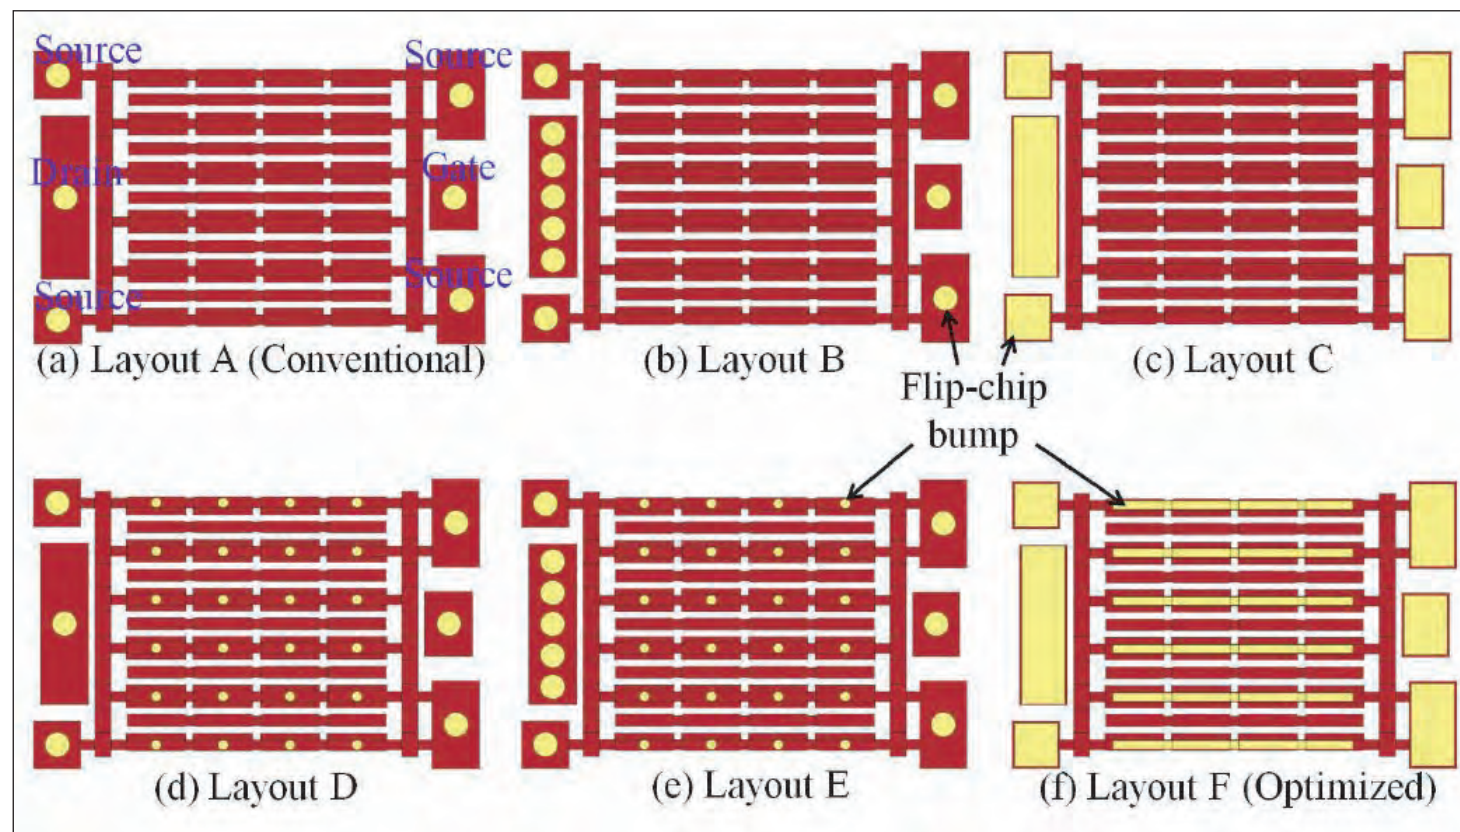 Source
Source
Drain
Gate
Source
Source
(a) Layout A (Conventional)
(b) Layout B
(c) Layout C
Flip-chip
bump
(d) Layout D
(e) Layout E
(f) Layout F (Optimized)